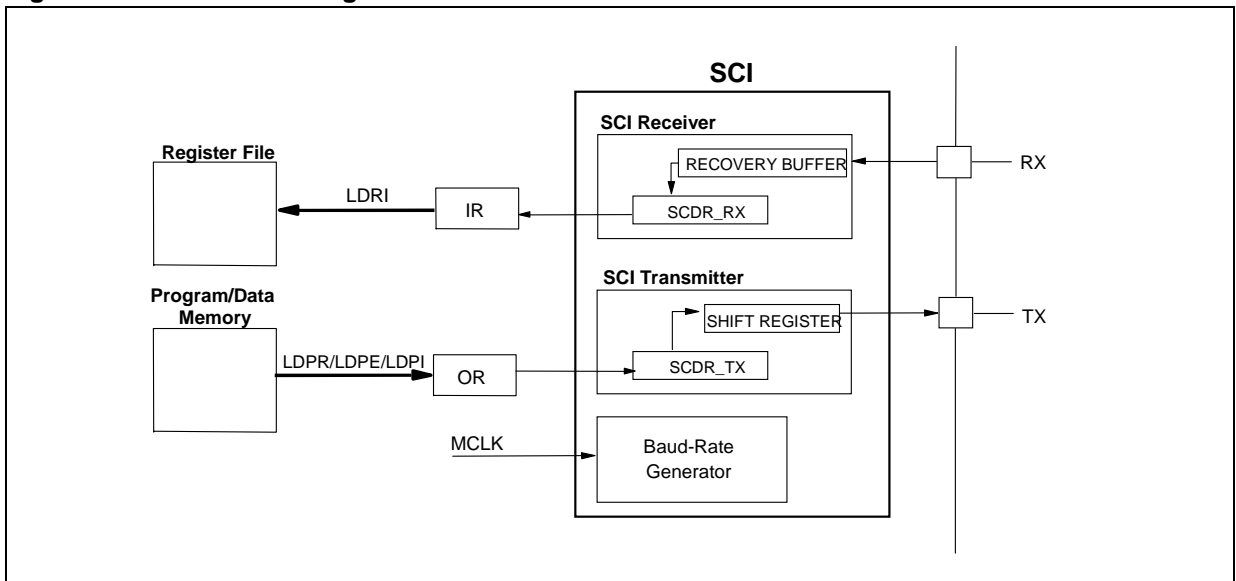 SCI
SCI Receiver
Register File
RECOVERY BUFFER
RX
LDRI
IR
SCDR_RX
SCI Transmitter
Program/Data
Memory
SHIFT REGISTER
TX
LDPR/LDPE/LDPI
OR
SCDR_TX
MCLK
Baud-Rate
Generator